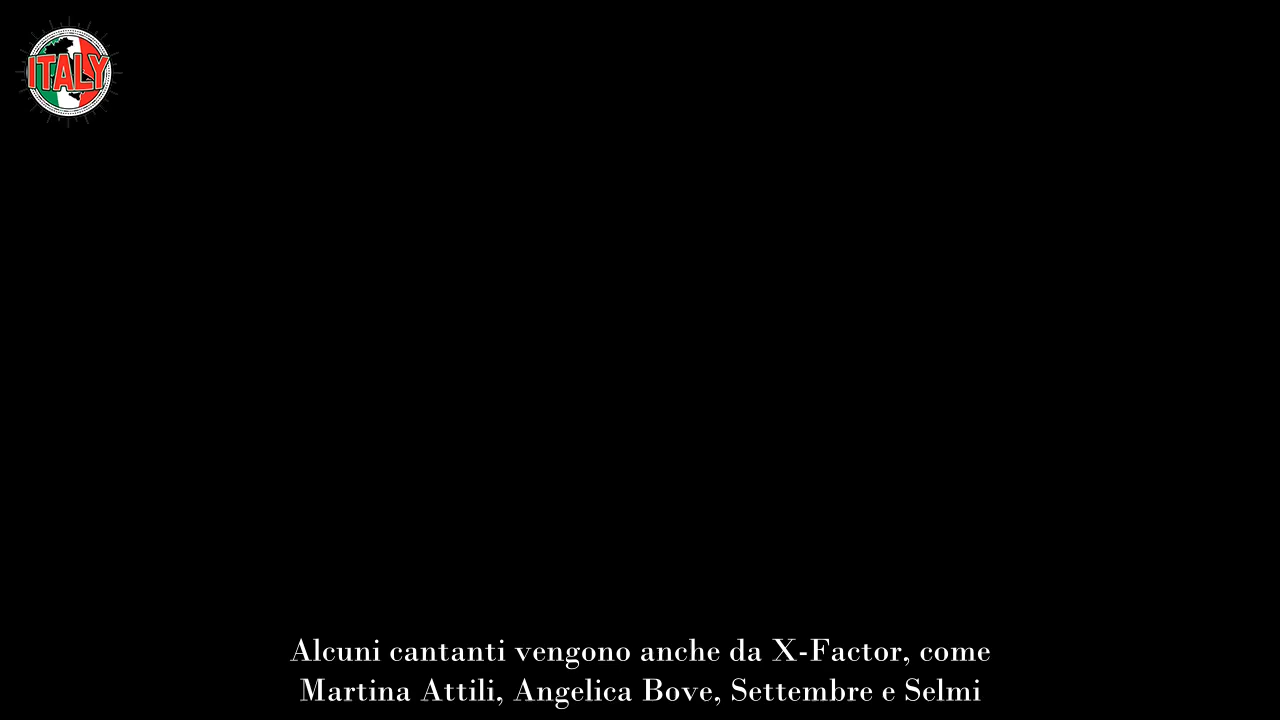 ITALY
Alcuni cantanti vengono anche da X-Factor, come
Martina Attili, Angelica Bove, Settembre e Selmi